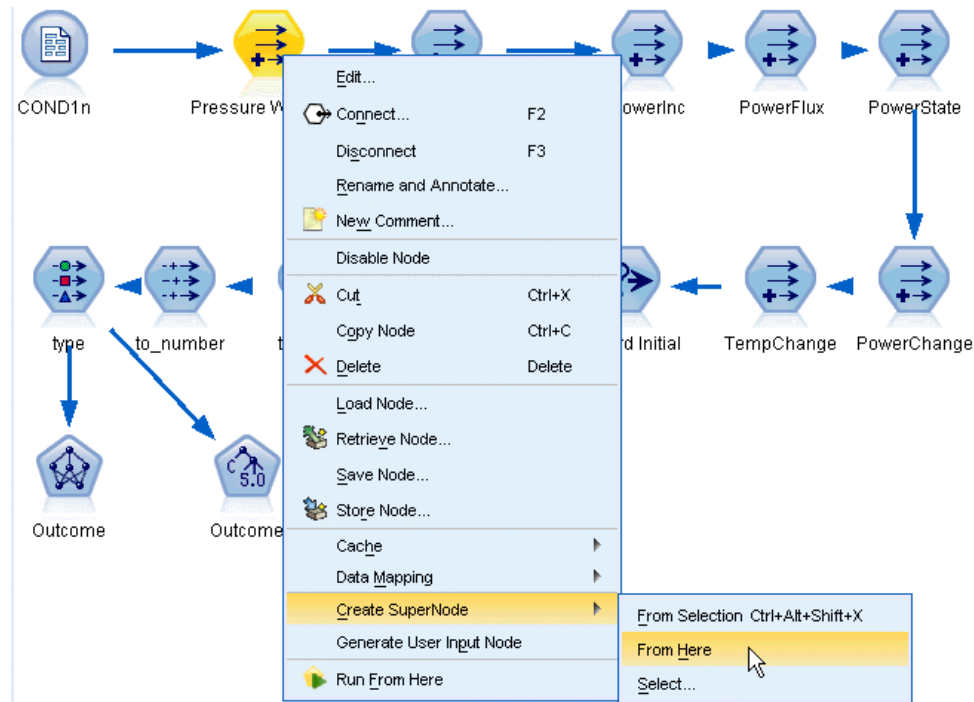 COND1n
Pressure W
owerInc
PowerFlux
PowerState
Edit...
Connect... F2
Disconnect F3
Rename and Annotate...
New Comment...
Disable Node
Cut Ctrl+X
Copy Node Ctrl+C
Delete Delete
Load Node...
Retrieve Node...
Save Node...
Store Node...
Cache
Data Mapping
Create SuperNode
Generate User Input Node
Run From Here
From Selection Ctrl+Alt+Shift+X
From Here
Select...
type
to_number
t
rd Initial
TempChange
PowerChange
Outcome
C 5.0
Outcome